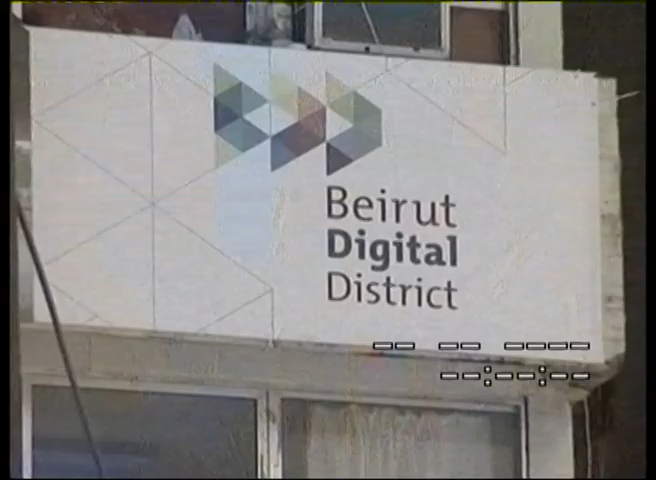 Beirut
Digital
District
-- -- ----
--:--:--